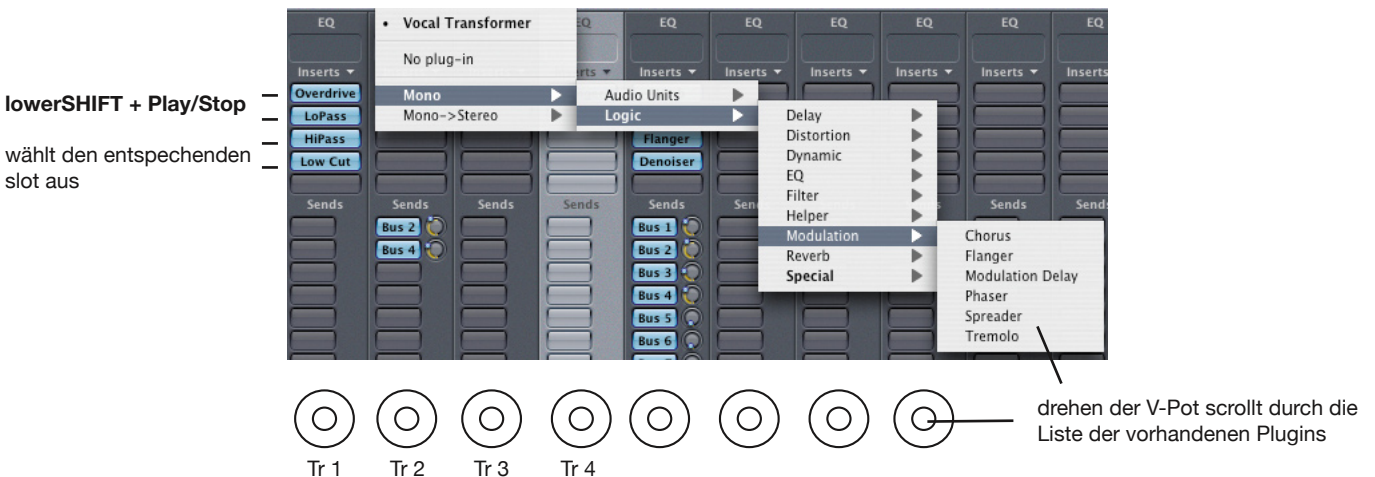 EQ
EQ
EQ
EQ
EQ
EQ
EQ
EQ
EQ
• Vocal Transformer
No plug-in
Mono
Mono->Stereo
Inserts
Inserts
Inserts
Inserts
Inserts
Inserts
Audio Units
Logic
Overdrive
LoPass
HiPass
Low Cut
Flanger
Denoiser
Delay
Distortion
Dynamic
EQ
Filter
Helper
Modulation
Reverb
Special
Chorus
Flanger
Modulation Delay
Phaser
Spreader
Tremolo
lowerSHIFT + Play/Stop
wählt den entspechenden
slot aus
Sends
Sends
Sends
Sends
Sends
Sends
Bus 2
Bus 4
Bus 1
Bus 2
Bus 3
Bus 4
Bus 5
Bus 6
Tr 1
Tr 2
Tr 3
Tr 4
drehen der V-Pot scrollt durch die
Liste der vorhandenen Plugins